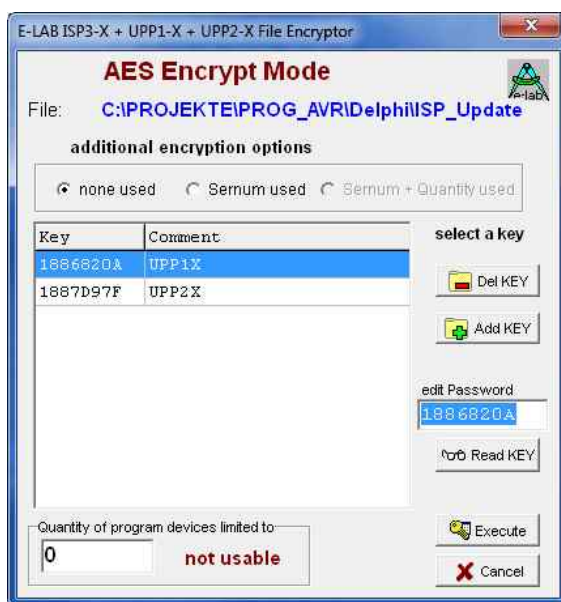 E-LAB ISP3-X + UPP1-X + UPP2-X File Encryptor
AES Encrypt Mode
e-lab
File: C:\PROJEKTE\PROG_AVR\Delphi\ISP_Update
additional encryption options
none used Sernum used Sernum + Quantity used
Key Comment
select a key
1886820A UPP1X
1887D97F UPP2X
Del KEY
Add KEY
edit Password
1886820A
Read KEY
Quantity of program devices limited to
0 not usable
Execute
Cancel